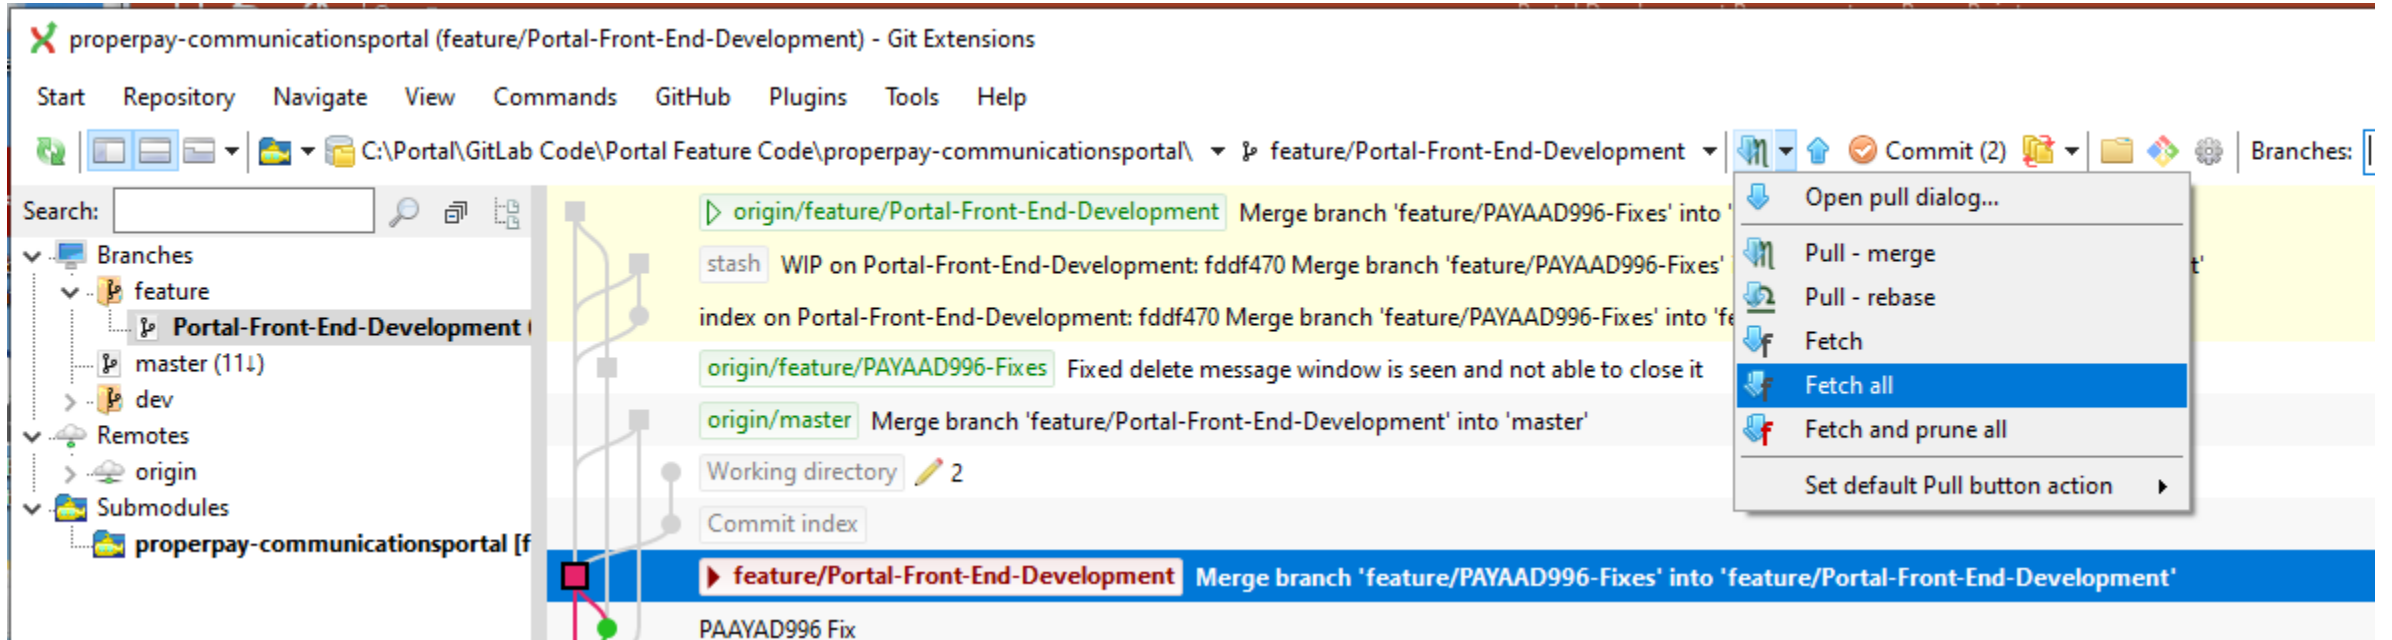 properpay-communicationsportal (feature/Portal-Front-End-Development) - Git Extensions
Start Repository Navigate View Commands GitHub Plugins Tools Help
C:\Portal\GitLab Code\Portal Feature Code\properpay-communicationsportal\ feature/Portal-Front-End-Development Commit (2) Branches:
Search:
Branches
feature
Portal-Front-End-Development (
master (11↓)
dev
Remotes
origin
Submodules
properpay-communicationsportal [f
origin/feature/Portal-Front-End-Development Merge branch 'feature/PAYAAD996-Fixes' into '
stash WIP on Portal-Front-End-Development: fddf470 Merge branch 'feature/PAYAAD996-Fixes' t'
index on Portal-Front-End-Development: fddf470 Merge branch 'feature/PAYAAD996-Fixes' into 'fe
origin/feature/PAYAAD996-Fixes Fixed delete message window is seen and not able to close it
origin/master Merge branch 'feature/Portal-Front-End-Development' into 'master'
Working directory 2
Commit index
feature/Portal-Front-End-Development Merge branch 'feature/PAYAAD996-Fixes' into 'feature/Portal-Front-End-Development'
PAAYAD996 Fix
Open pull dialog...
Pull - merge
Pull - rebase
Fetch
Fetch all
Fetch and prune all
Set default Pull button action